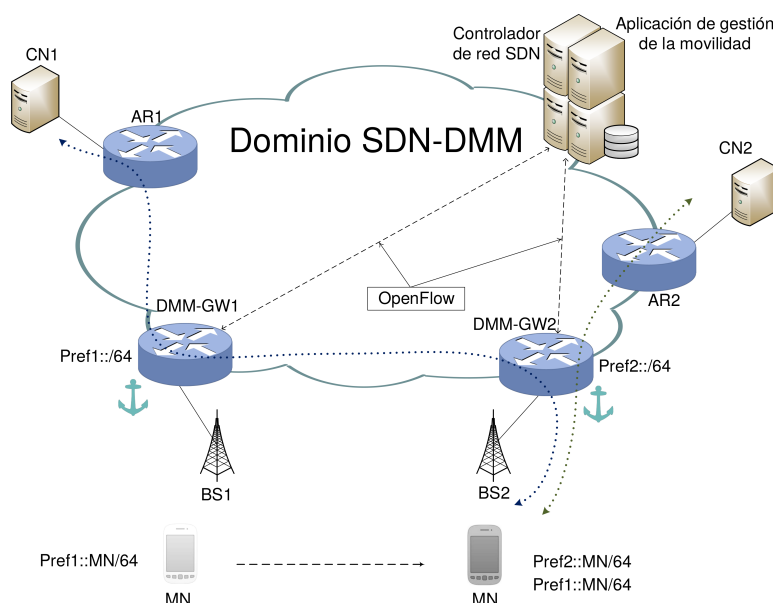 Controlador
de red SDN
Aplicación de gestión
de la movilidad
CN1
AR1
Dominio SDN-DMM
CN2
AR2
OpenFlow
DMM-GW1
Pref1::/64
DMM-GW2
Pref2::/64
BS1
BS2
Pref1::MN/64
MN
MN
Pref2::MN/64
Pref1::MN/64